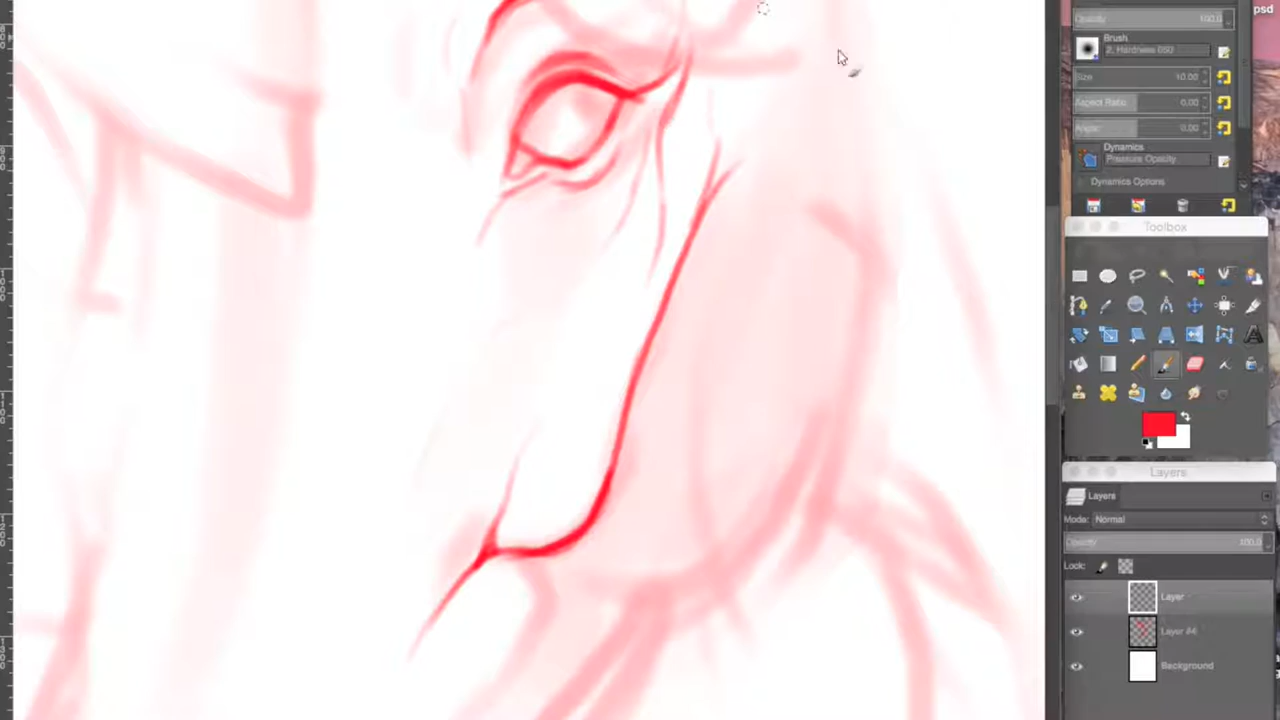 psd
Opacity 100.0
Brush
2. Hardness 050
Size 10.00
Aspect Ratio 0.00
Angle 0.00
Dynamics
Pressure Opacity
Dynamics Options
Toolbox
Layers
Layers
Mode: Normal
Opacity 100.0
Lock:
Layer
Layer #4
Background